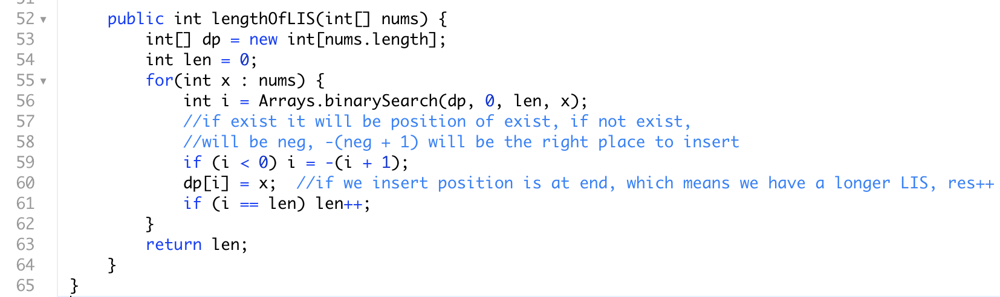 51
52 ▾     public int lengthOfLIS(int[] nums) {
53         int[] dp = new int[nums.length];
54         int len = 0;
55 ▾         for(int x : nums) {
56             int i = Arrays.binarySearch(dp, 0, len, x);
57             //if exist it will be position of exist, if not exist,
58             //will be neg, -(neg + 1) will be the right place to insert
59             if (i < 0) i = -(i + 1);
60             dp[i] = x;  //if we insert position is at end, which means we have a longer LIS, res++
61             if (i == len) len++;
62         }
63         return len;
64     }
65 }